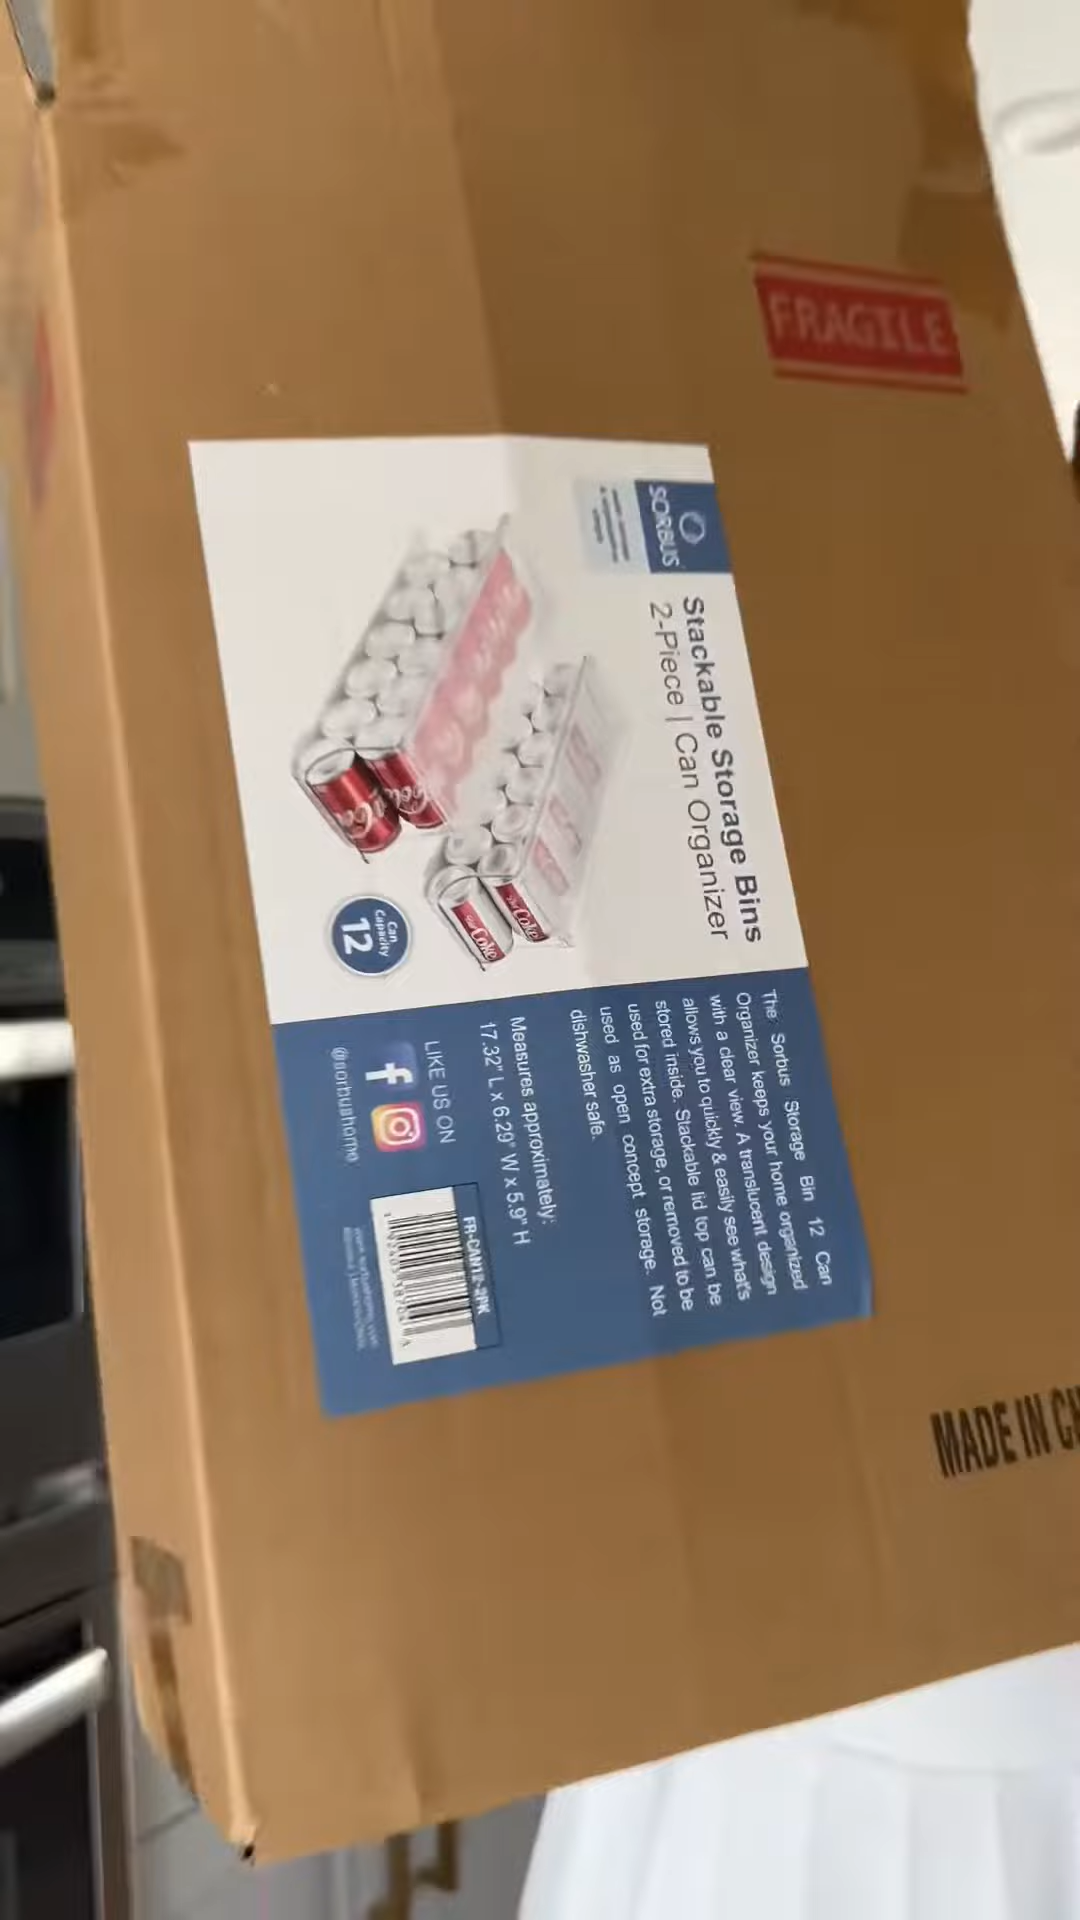 FRAGILE
SORBUS
Stackable Storage Bins
2-Piece | Can Organizer
Can
Capacity
12
The Sorbus Storage Bin 12 Can
Organizer keeps your home organized
with a clear view. A translucent design
allows you to quickly & easily see what's
stored inside. Stackable lid top can be
used for extra storage, or removed to be
used as open concept storage. Not
dishwasher safe.
Measures approximately:
17.32" L x 6.29" W x 5.9" H
LIKE US ON
@sorbushome
FR-CAN12-2PK
MADE IN